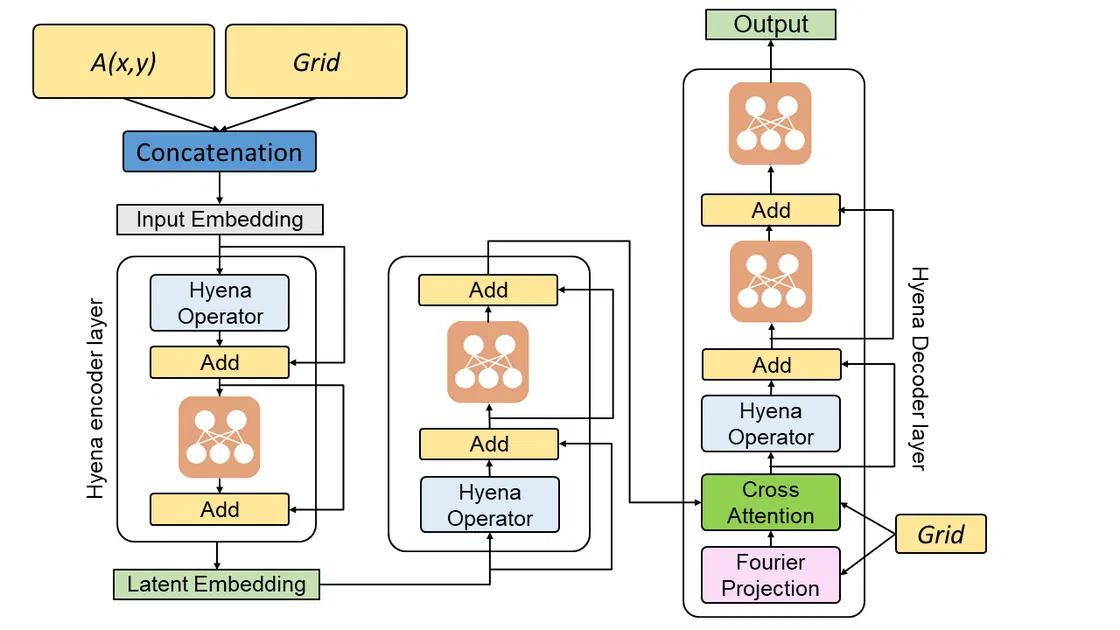 A(x,y)
Grid
Concatenation
Input Embedding
Hyena encoder layer
Hyena
Operator
Add
Add
Latent Embedding
Add
Add
Hyena
Operator
Output
Hyena Decoder layer
Add
Add
Hyena
Operator
Cross
Attention
Fourier
Projection
Grid